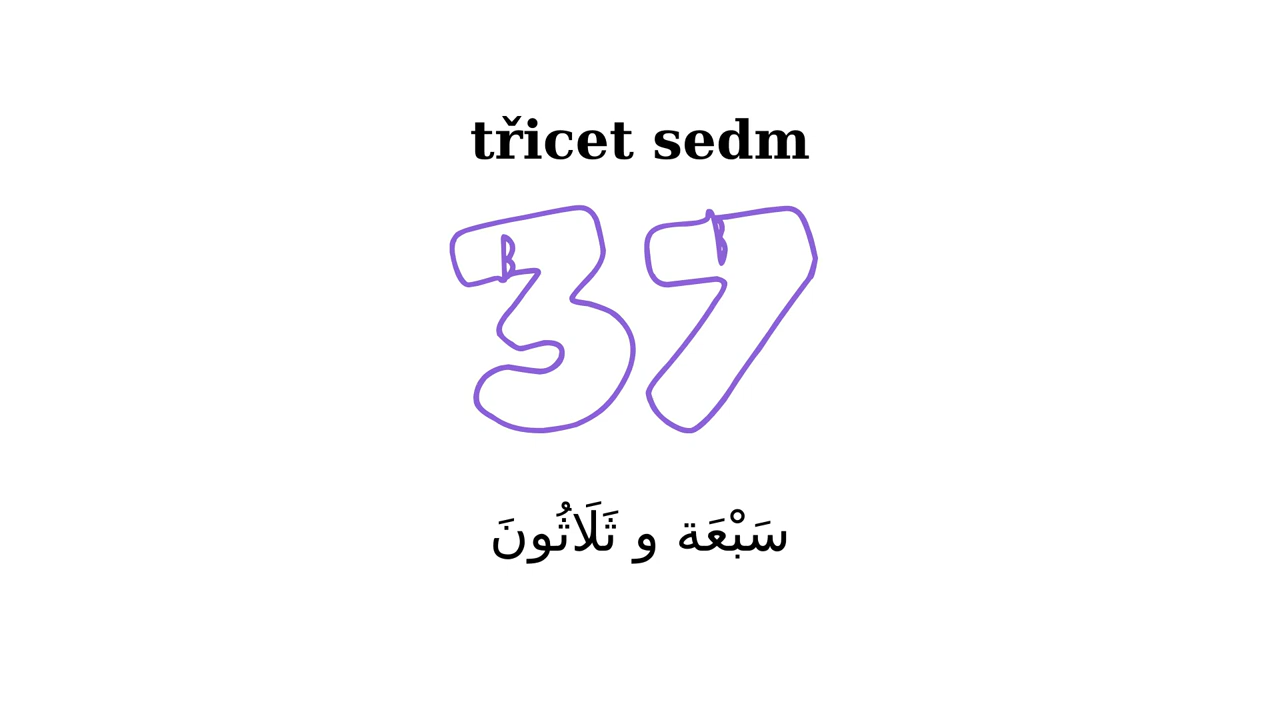 třicet sedm
37
سَبْعَة و ثَلَاثُونَ